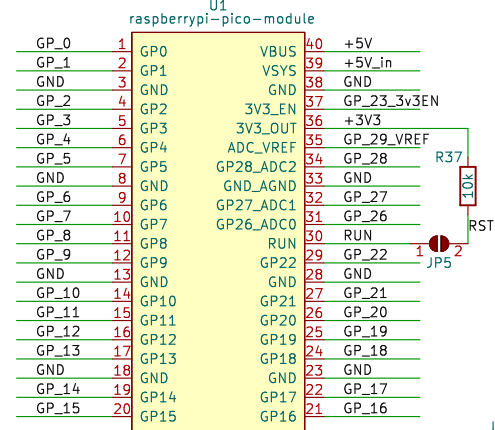 U1
raspberrypi-pico-module
GP_0 1 GP0 VBUS 40 +5V
GP_1 2 GP1 VSYS 39 +5V_in
GND 3 GND GND 38 GND
GP_2 4 GP2 3V3_EN 37 GP_23_3v3EN
GP_3 5 GP3 3V3_OUT 36 +3V3
GP_4 6 GP4 ADC_VREF 35 GP_29_VREF
GP_5 7 GP5 GP28_ADC2 34 GP_28 R37
GND 8 GND GND_AGND 33 GND 10k
GP_6 9 GP6 GP27_ADC1 32 GP_27
GP_7 10 GP7 GP26_ADC0 31 GP_26 RST
GP_8 11 GP8 RUN 30 RUN 1 2
GP_9 12 GP9 GP22 29 GP_22 JP5
GND 13 GND GND 28 GND
GP_10 14 GP10 GP21 27 GP_21
GP_11 15 GP11 GP20 26 GP_20
GP_12 16 GP12 GP19 25 GP_19
GP_13 17 GP13 GP18 24 GP_18
GND 18 GND GND 23 GND
GP_14 19 GP14 GP17 22 GP_17
GP_15 20 GP15 GP16 21 GP_16